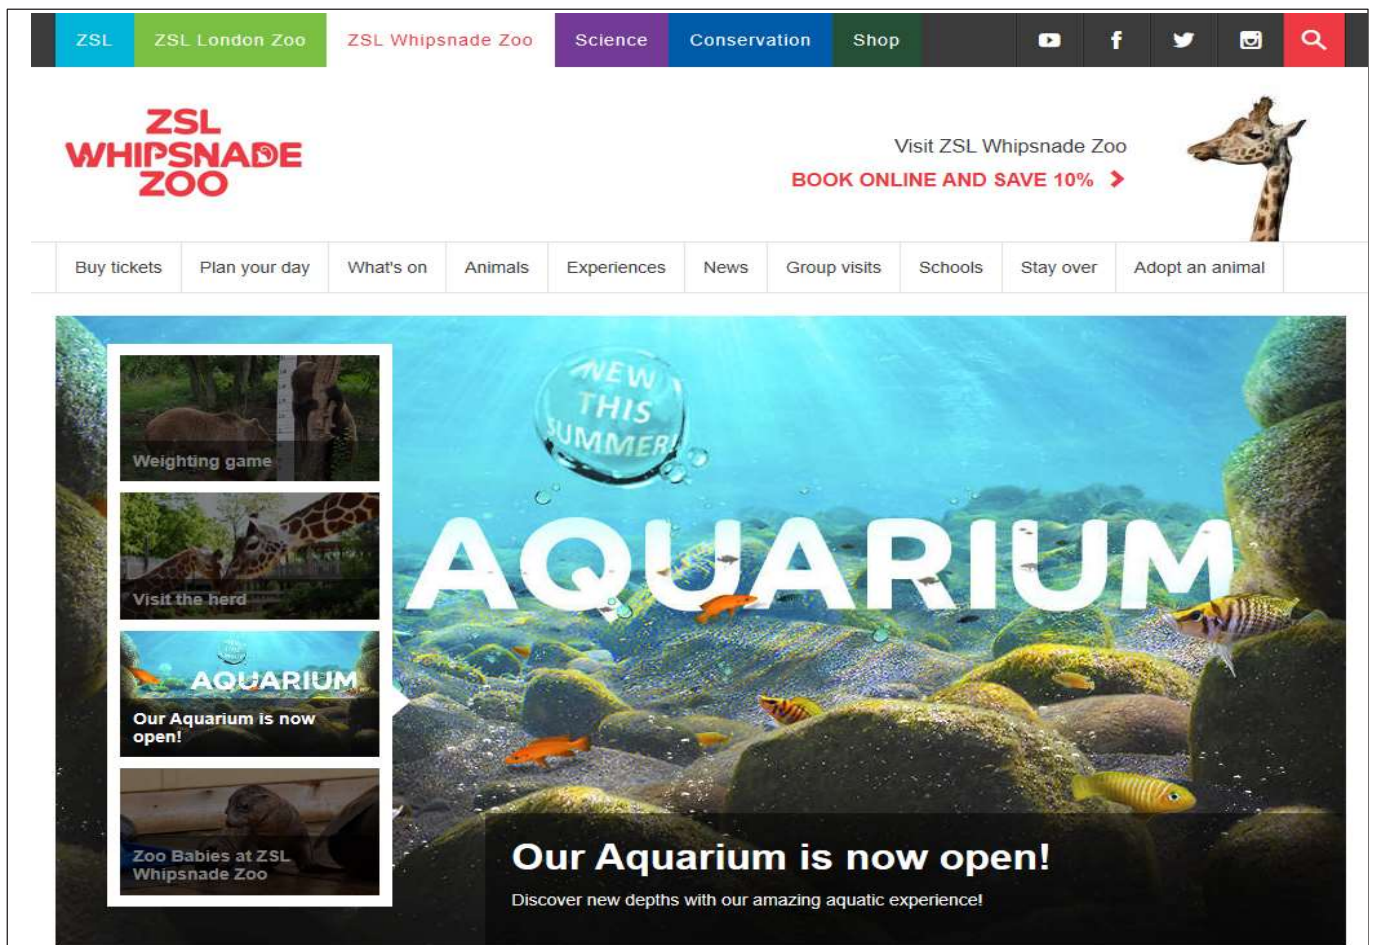 ZSL ZSL London Zoo ZSL Whipsnade Zoo Science Conservation Shop
ZSL
WHIPSNADE
ZOO
Visit ZSL Whipsnade Zoo
BOOK ONLINE AND SAVE 10%
Buy tickets Plan your day What's on Animals Experiences News Group visits Schools Stay over Adopt an animal
Weighting game
Visit the herd
AQUARIUM
Our Aquarium is now
open!
Zoo Babies at ZSL
Whipsnade Zoo
NEW
THIS
SUMMER!
AQUARIUM
Our Aquarium is now open!
Discover new depths with our amazing aquatic experience!